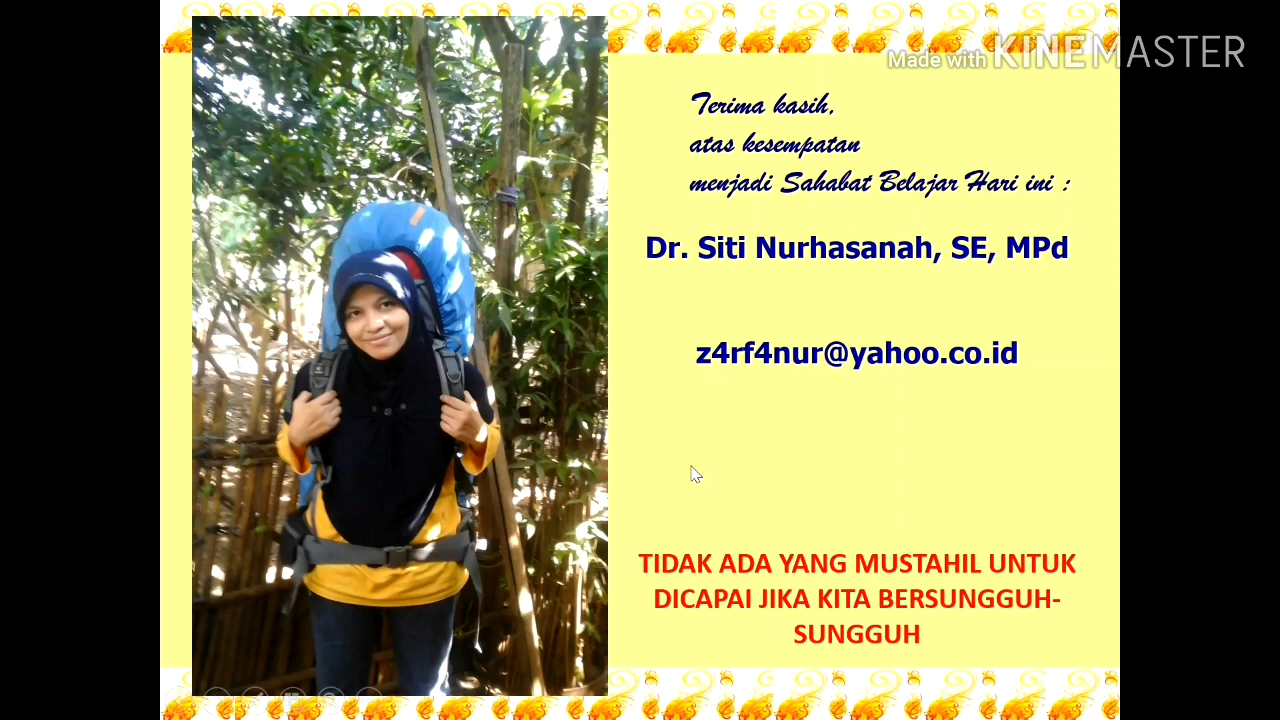 Made with KINEMASTER
Terima kasih,
atas kesempatan
menjadi Sahabat Belajar Hari ini :
Dr. Siti Nurhasanah, SE, MPd
z4rf4nur@yahoo.co.id
TIDAK ADA YANG MUSTAHIL UNTUK
DICAPAI JIKA KITA BERSUNGGUH-
SUNGGUH